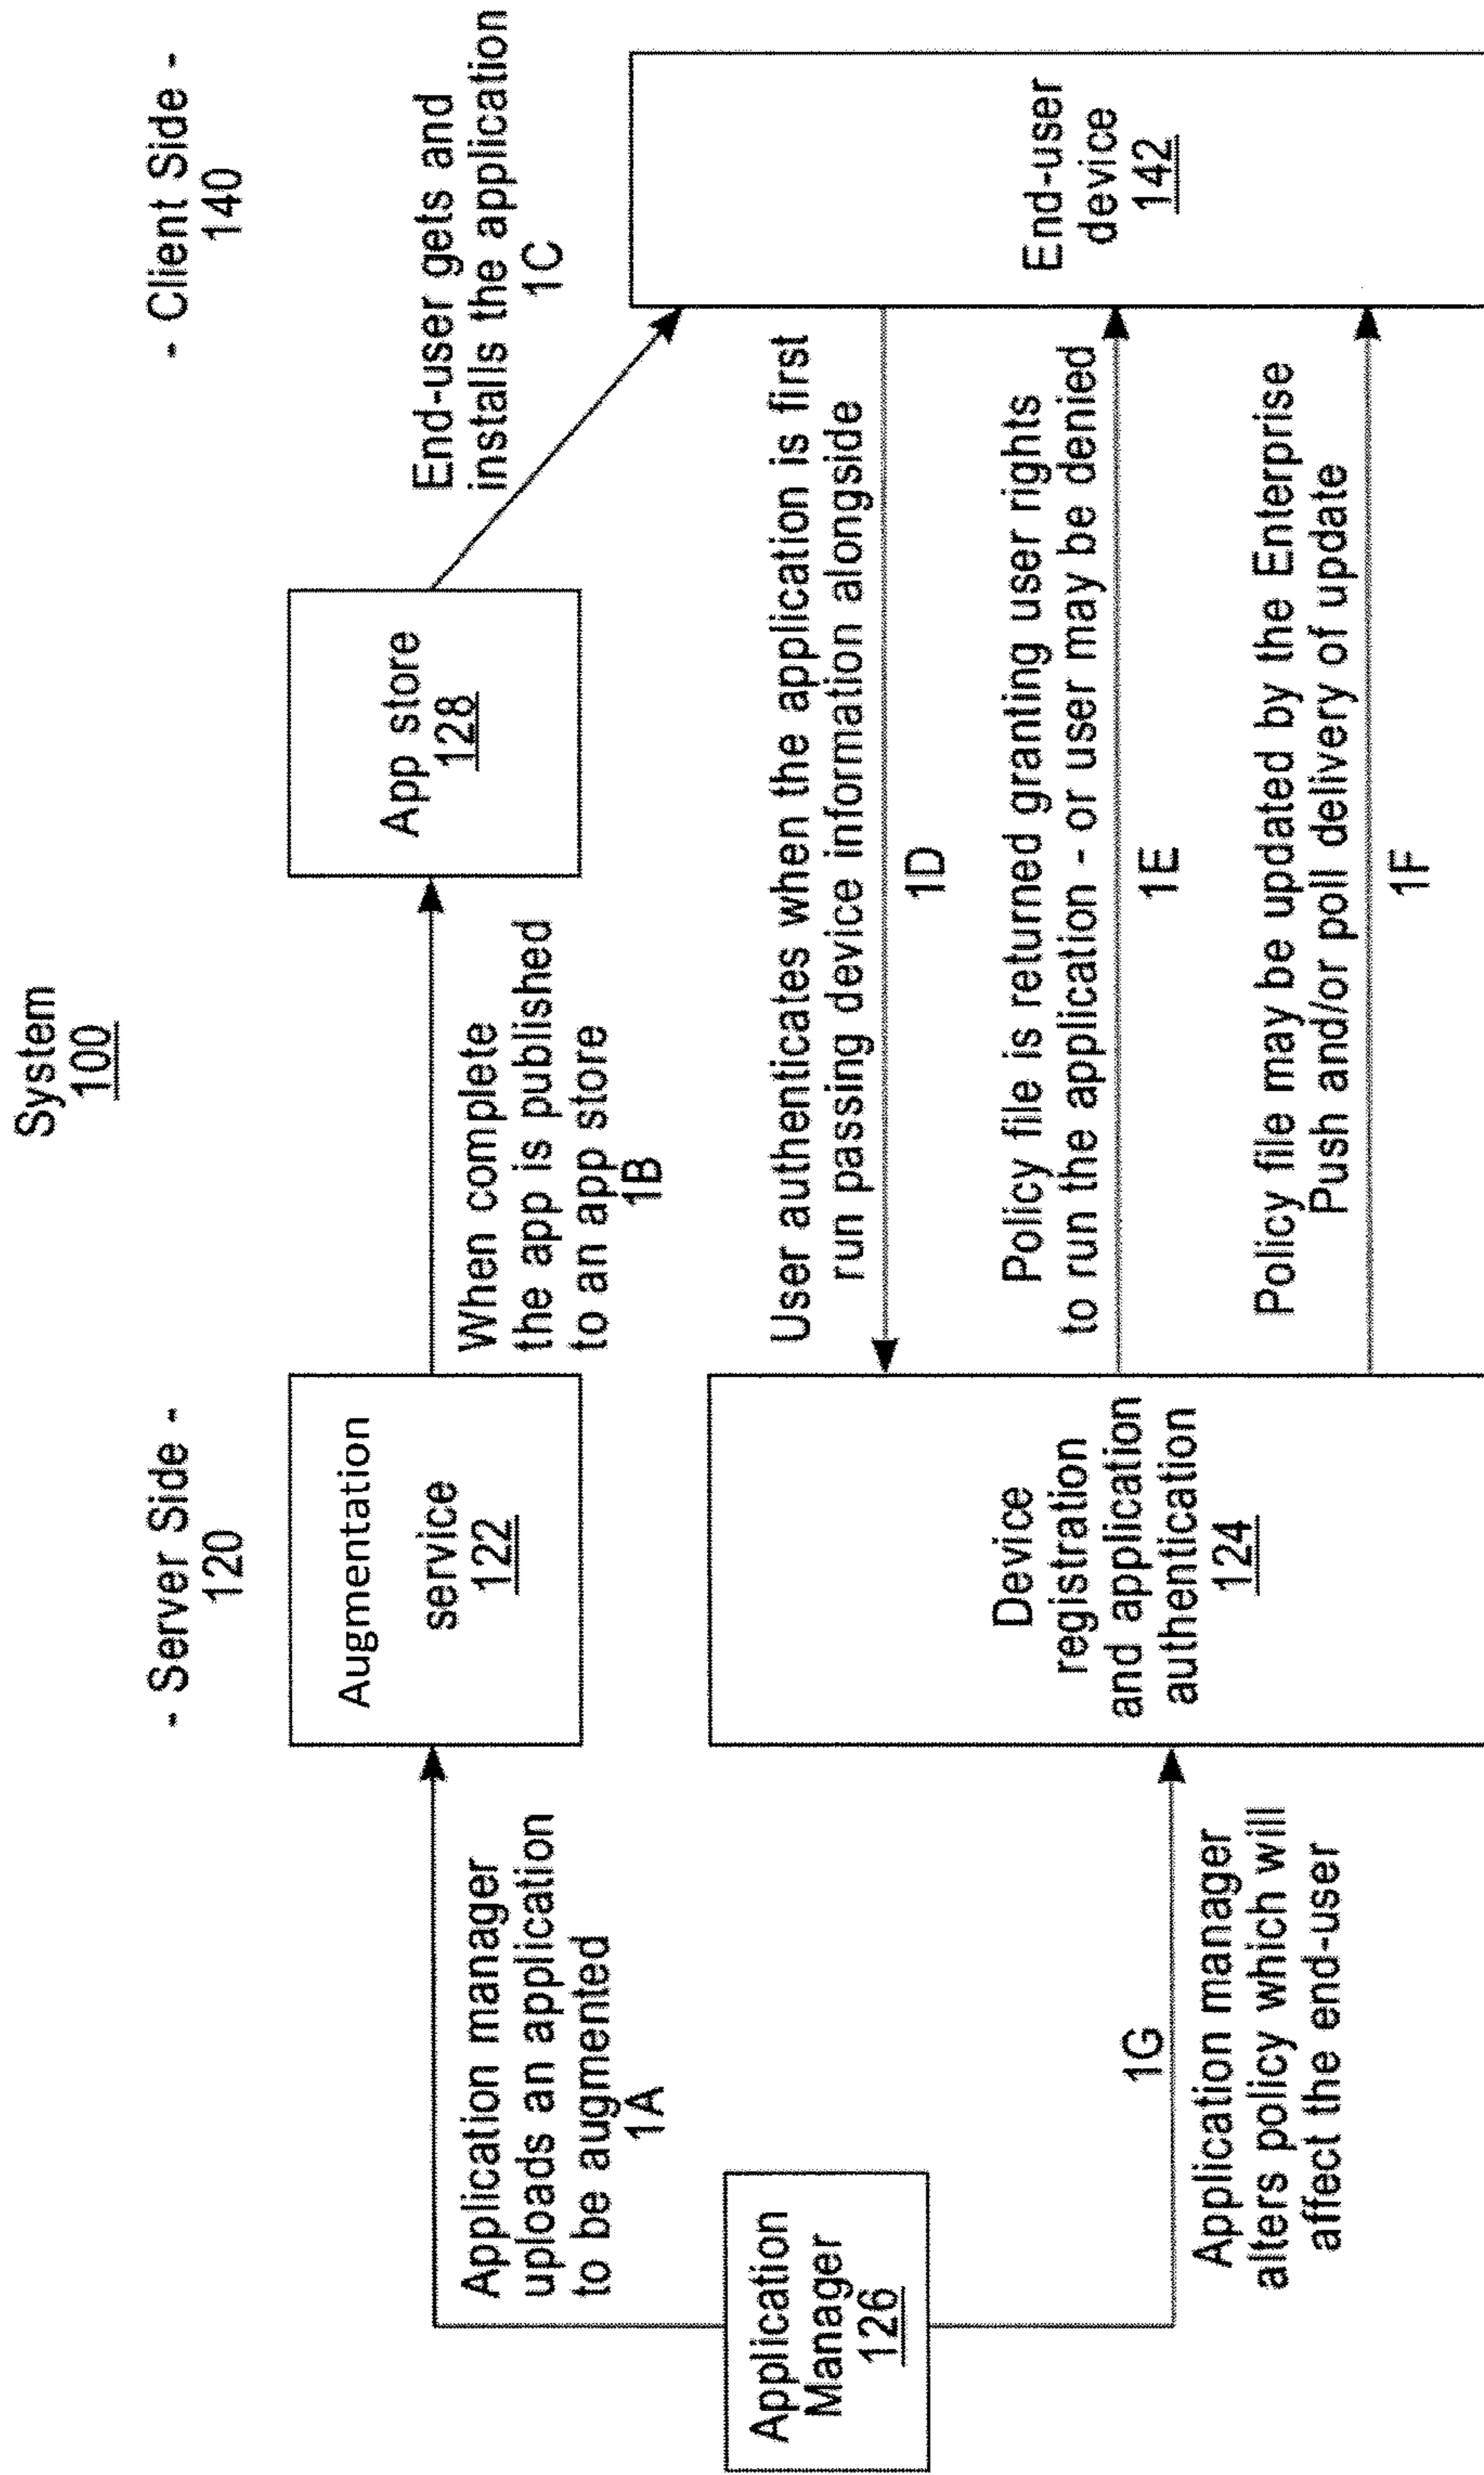 System
100
- Server Side -
120
- Client Side -
140
Application manager
uploads an application
to be augmented
1A
Augmentation
service
122
When complete
the app is published
to an app store
1B
App store
128
End-user gets and
installs the application
1C
Application
Manager
126
1G
Application manager
alters policy which will
affect the end-user
Device
registration
and application
authentication
124
User authenticates when the application is first
run passing device information alongside
1D
Policy file is returned granting user rights
to run the application - or user may be denied
1E
Policy file may be updated by the Enterprise
Push and/or poll delivery of update
1F
End-user
device
142